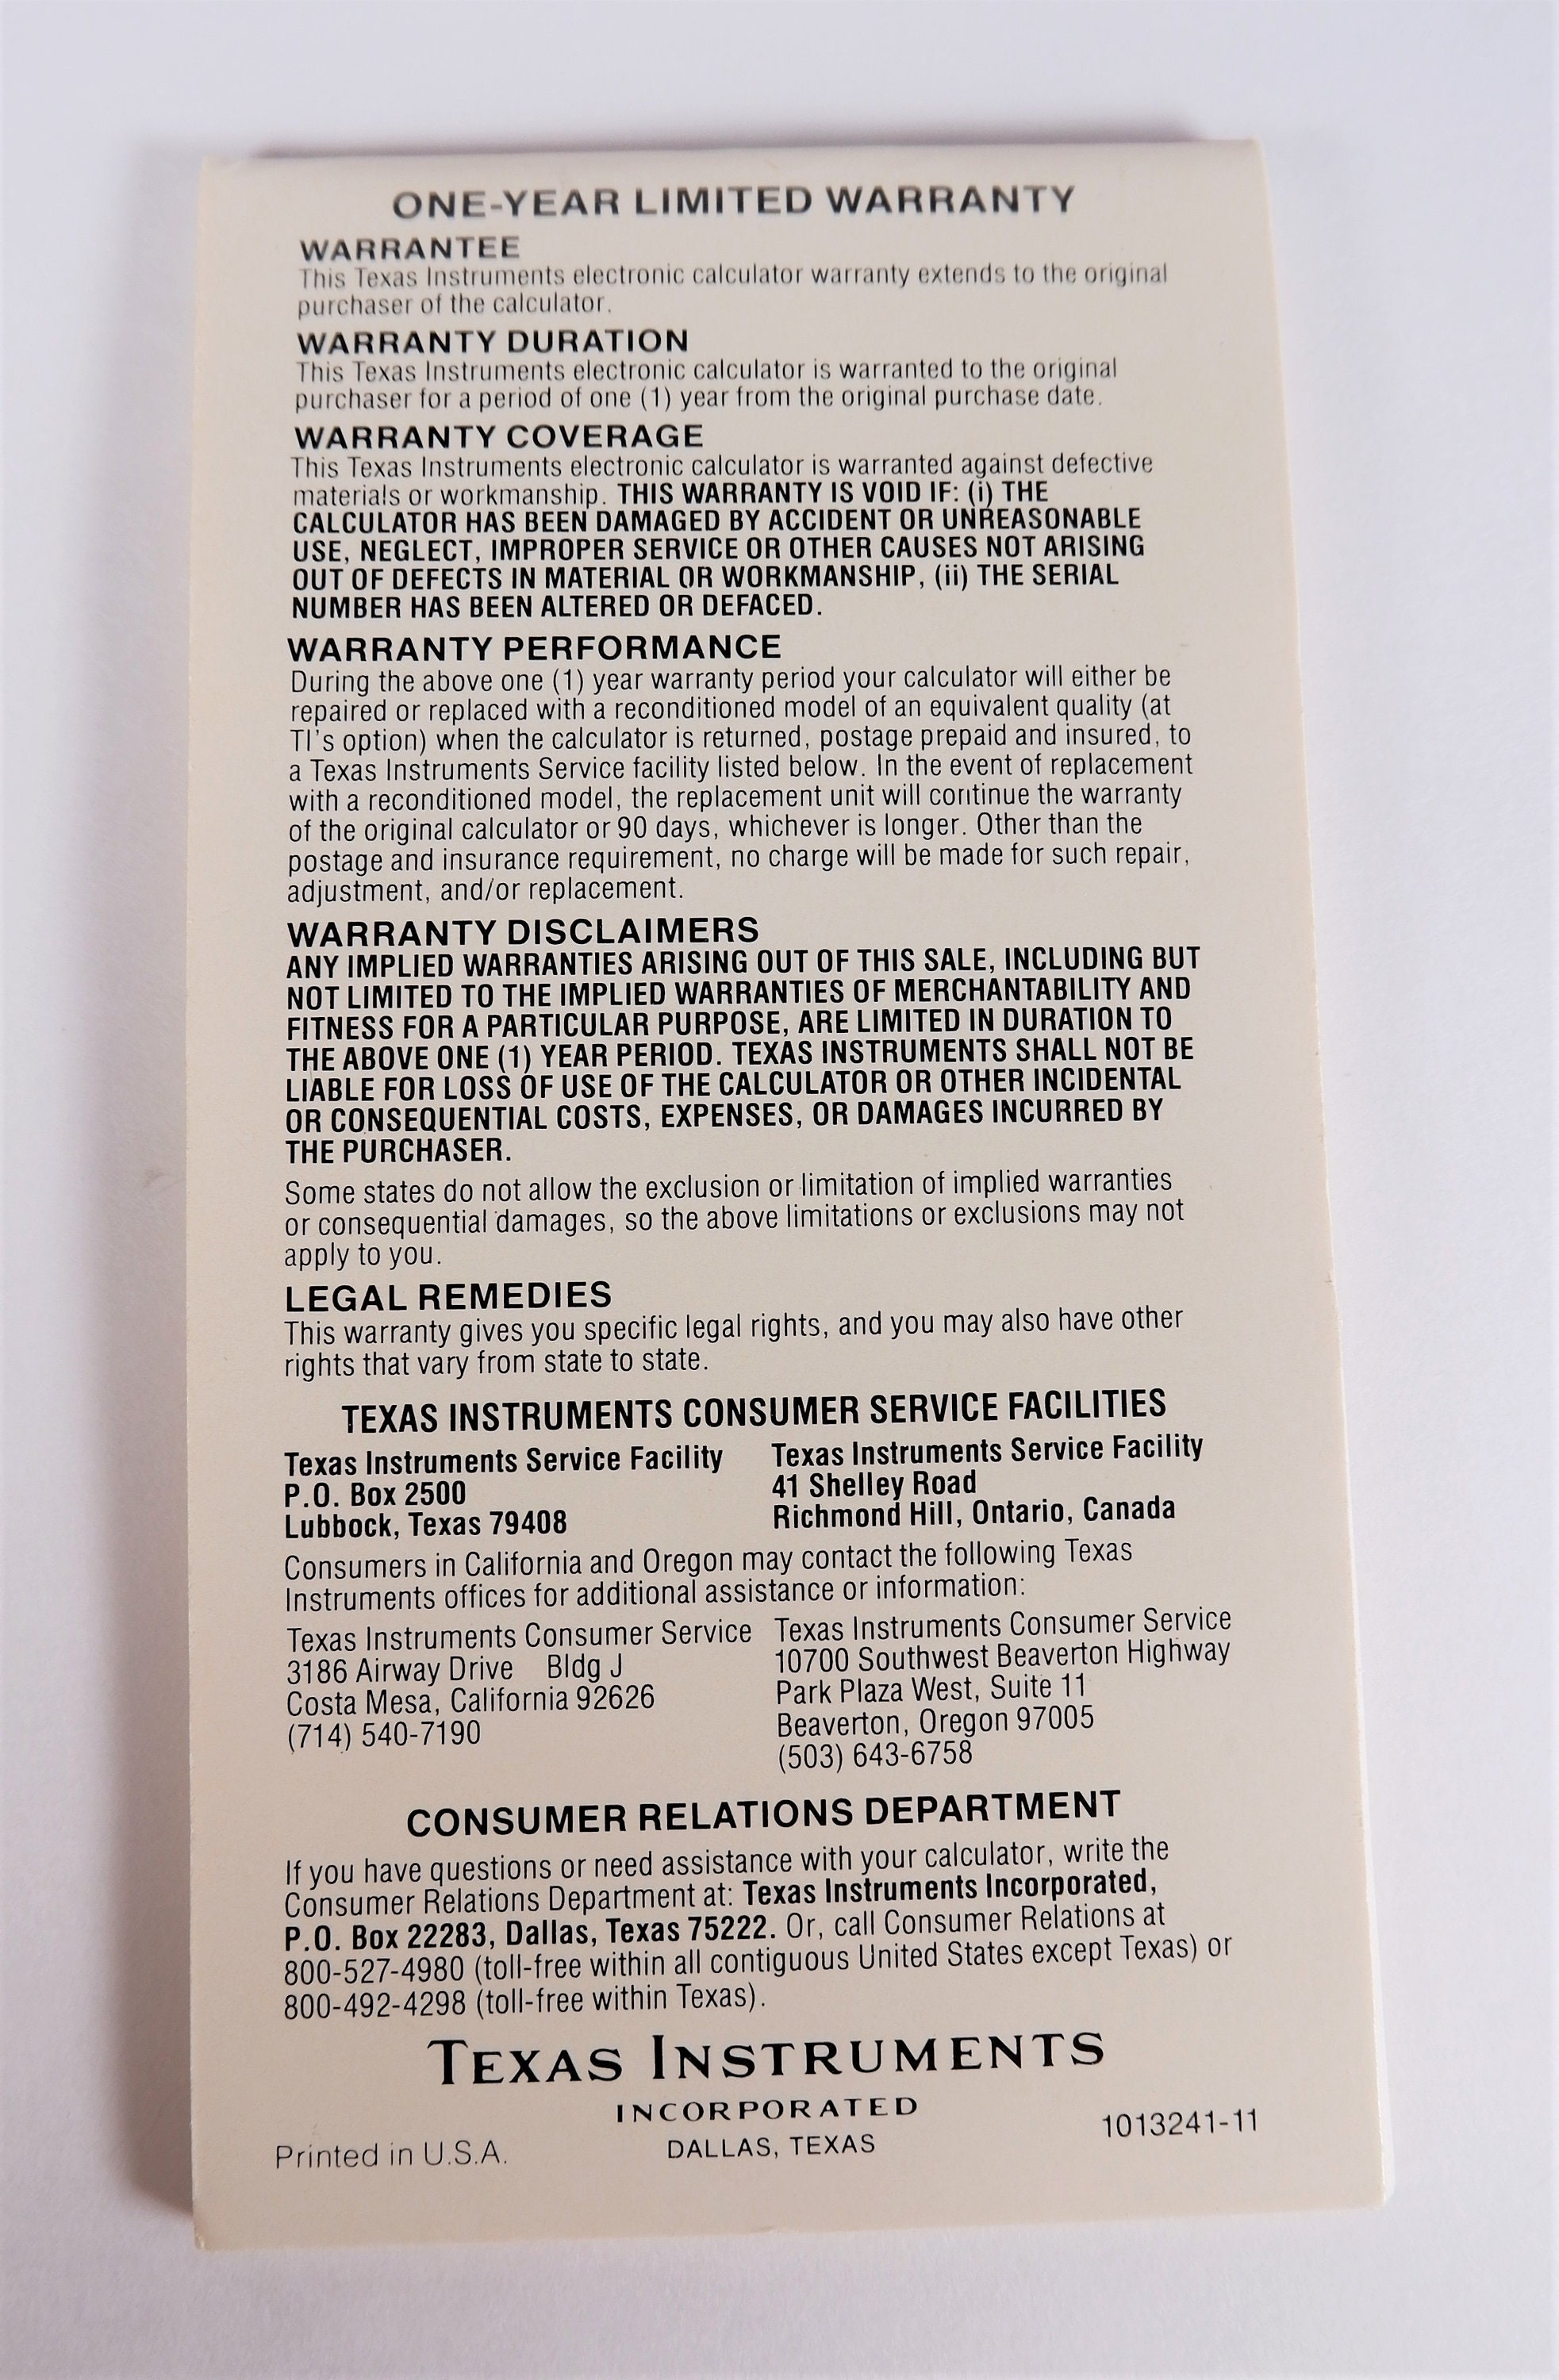 ONE-YEAR LIMITED WARRANTY
WARRANTEE
This Texas Instruments electronic calculator warranty extends to the original
purchaser of the calculator.
WARRANTY DURATION
This Texas Instruments electronic calculator is warranted to the original
purchaser for a period of one (1) year from the original purchase date.
WARRANTY COVERAGE
This Texas Instruments electronic calculator is warranted against defective
materials or workmanship. THIS WARRANTY IS VOID IF: (i) THE
CALCULATOR HAS BEEN DAMAGED BY ACCIDENT OR UNREASONABLE
USE, NEGLECT, IMPROPER SERVICE OR OTHER CAUSES NOT ARISING
OUT OF DEFECTS IN MATERIAL OR WORKMANSHIP, (ii) THE SERIAL
NUMBER HAS BEEN ALTERED OR DEFACED.
WARRANTY PERFORMANCE
During the above one (1) year warranty period your calculator will either be
repaired or replaced with a reconditioned model of an equivalent quality (at
TI's option) when the calculator is returned, postage prepaid and insured, to
a Texas Instruments Service facility listed below. In the event of replacement
with a reconditioned model, the replacement unit will continue the warranty
of the original calculator or 90 days, whichever is longer. Other than the
postage and insurance requirement, no charge will be made for such repair,
adjustment, and/or replacement.
WARRANTY DISCLAIMERS
ANY IMPLIED WARRANTIES ARISING OUT OF THIS SALE, INCLUDING BUT
NOT LIMITED TO THE IMPLIED WARRANTIES OF MERCHANTABILITY AND
FITNESS FOR A PARTICULAR PURPOSE, ARE LIMITED IN DURATION TO
THE ABOVE ONE (1) YEAR PERIOD. TEXAS INSTRUMENTS SHALL NOT BE
LIABLE FOR LOSS OF USE OF THE CALCULATOR OR OTHER INCIDENTAL
OR CONSEQUENTIAL COSTS, EXPENSES, OR DAMAGES INCURRED BY
THE PURCHASER.
Some states do not allow the exclusion or limitation of implied warranties
or consequential damages, so the above limitations or exclusions may not
apply to you.
LEGAL REMEDIES
This warranty gives you specific legal rights, and you may also have other
rights that vary from state to state.
TEXAS INSTRUMENTS CONSUMER SERVICE FACILITIES
Texas Instruments Service Facility
P.O. Box 2500
Lubbock, Texas 79408
Texas Instruments Service Facility
41 Shelley Road
Richmond Hill, Ontario, Canada
Consumers in California and Oregon may contact the following Texas
Instruments offices for additional assistance or information:
Texas Instruments Consumer Service
3186 Airway Drive Bldg J
Costa Mesa, California 92626
(714) 540-7190
Texas Instruments Consumer Service
10700 Southwest Beaverton Highway
Park Plaza West, Suite 11
Beaverton, Oregon 97005
(503) 643-6758
CONSUMER RELATIONS DEPARTMENT
If you have questions or need assistance with your calculator, write the
Consumer Relations Department at: Texas Instruments Incorporated,
P.O. Box 22283, Dallas, Texas 75222. Or, call Consumer Relations at
800-527-4980 (toll-free within all contiguous United States except Texas) or
800-492-4298 (toll-free within Texas).
TEXAS INSTRUMENTS
INCORPORATED
DALLAS, TEXAS
Printed in U.S.A.
1013241-11